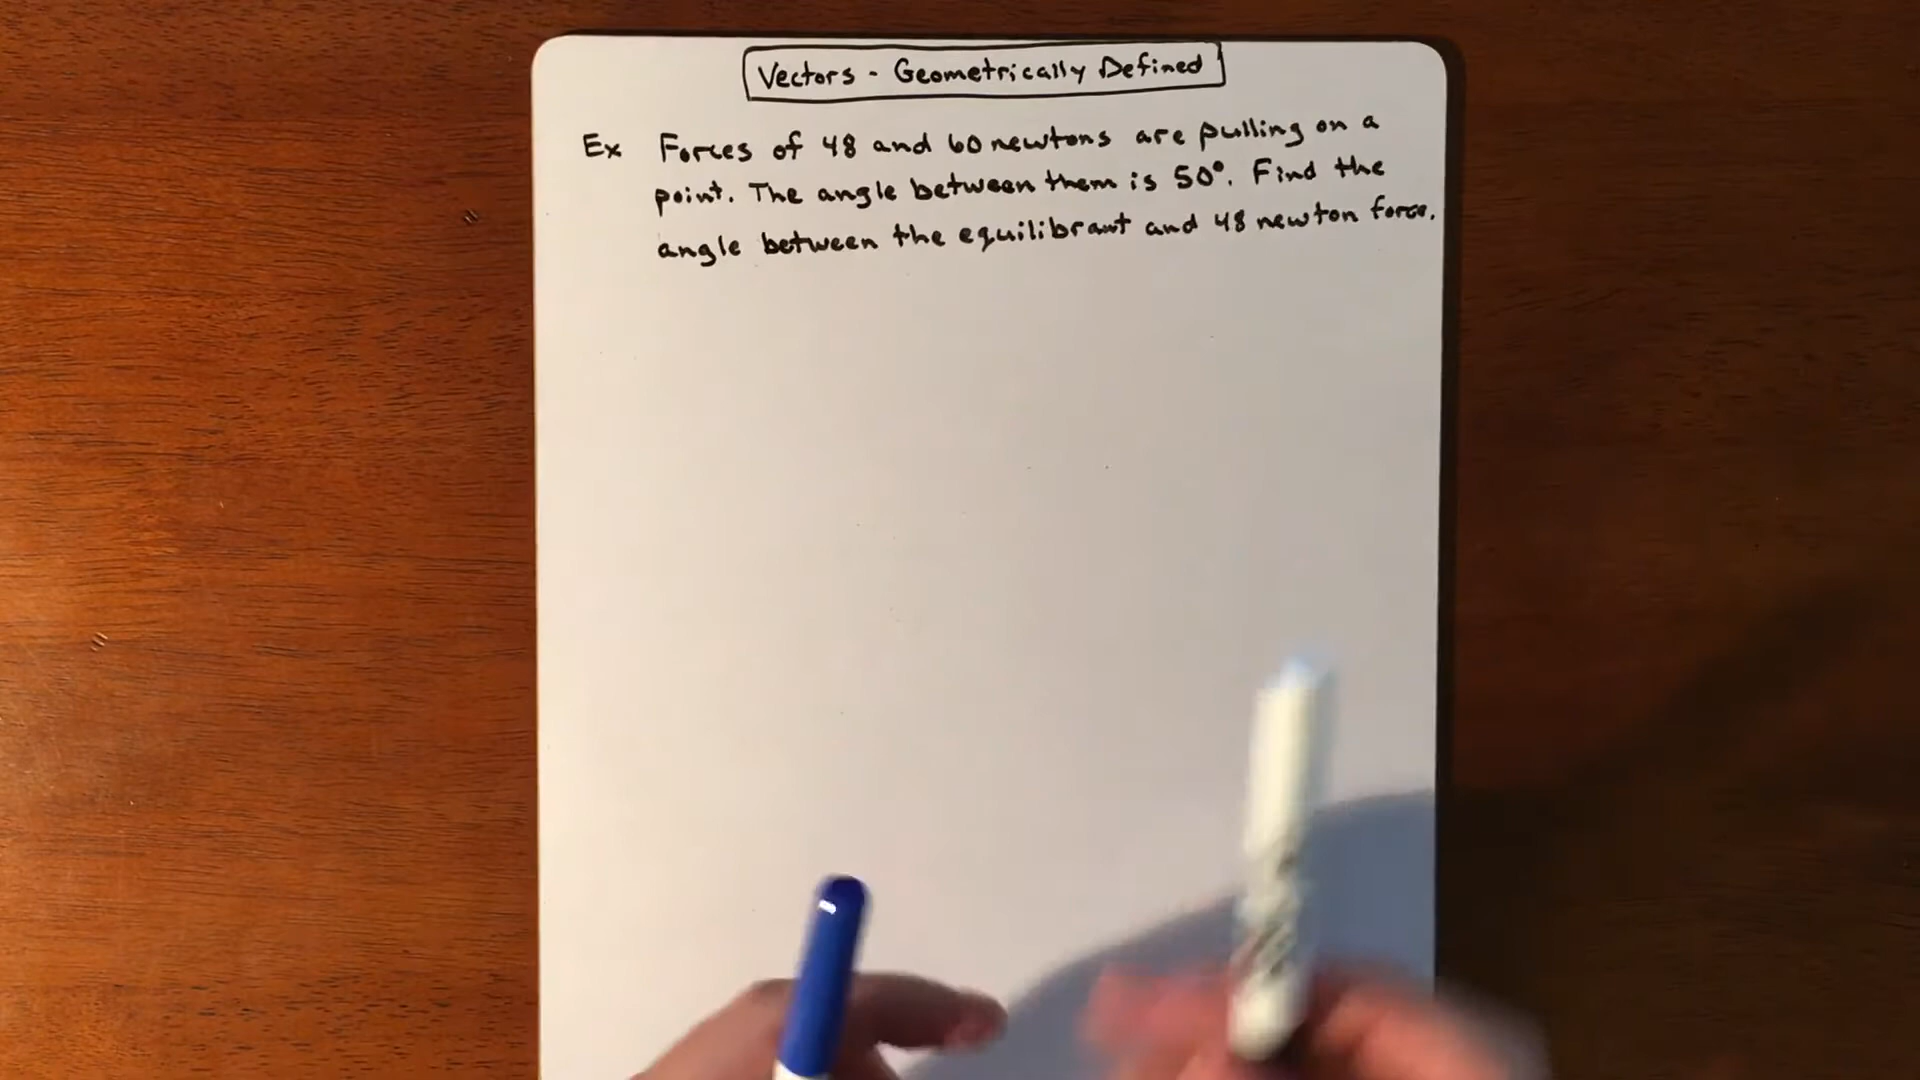 Vectors - Geometrically Defined
Ex Forces of 48 and 60 newtons are pulling on a
point. The angle between them is 50°. Find the
angle between the equilibrant and 48 newton force.